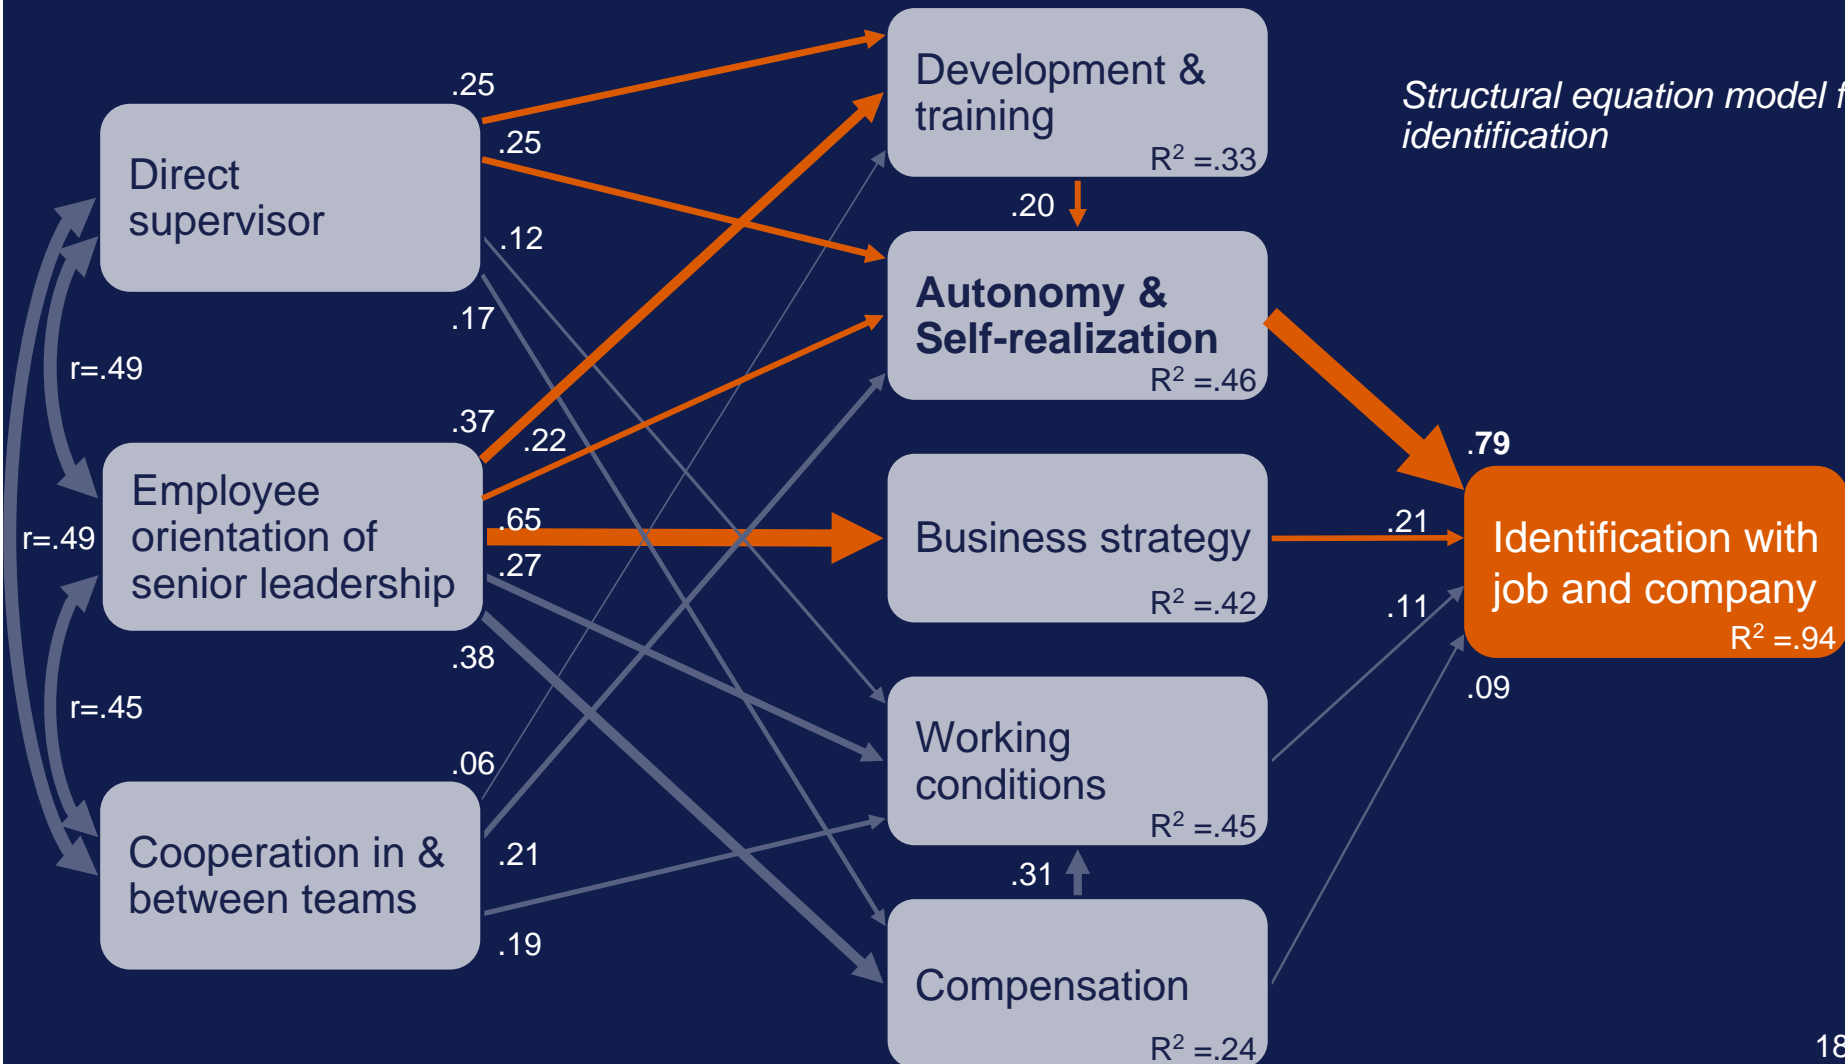 Structural equation model f
identification
Direct
supervisor
.25
.25
.12
.17
r=.49
Employee
orientation of
senior leadership
.37
.22
.65
.27
.38
r=.49
r=.45
Cooperation in &
between teams
.06
.21
.19
Development &
training
R² =.33
.20
Autonomy &
Self-realization
R² =.46
Business strategy
R² =.42
Working
conditions
R² =.45
.31
Compensation
R² =.24
.79
.21
.11
.09
Identification with
job and company
R² =.94
18